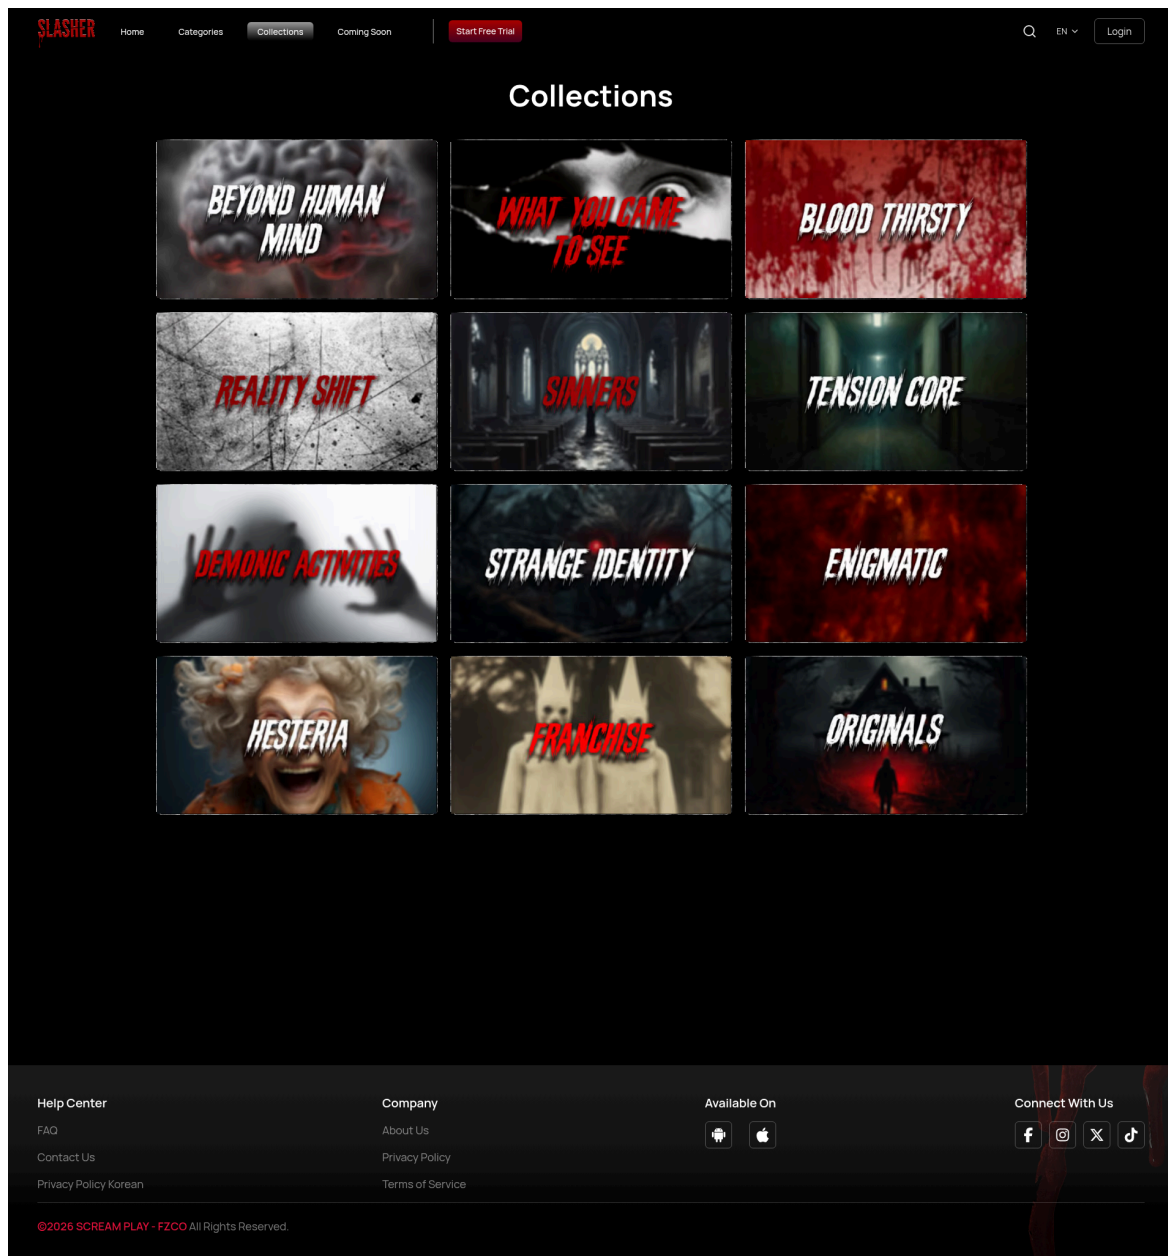 SLASHER
Home
Categories
Collections
Coming Soon
Start Free Trial
EN
Login
Collections
BEYOND HUMAN
MIND
WHAT YOU CAME
TO SEE
BLOOD THIRSTY
REALITY SHIFT
SINNERS
TENSION CORE
DEMONIC ACTIVITIES
STRANGE IDENTITY
ENIGMATIC
HESTERIA
FRANCHISE
ORIGINALS
Help Center
FAQ
Contact Us
Privacy Policy Korean
Company
About Us
Privacy Policy
Terms of Service
Available On
Connect With Us
©2026 SCREAM PLAY - FZCO All Rights Reserved.